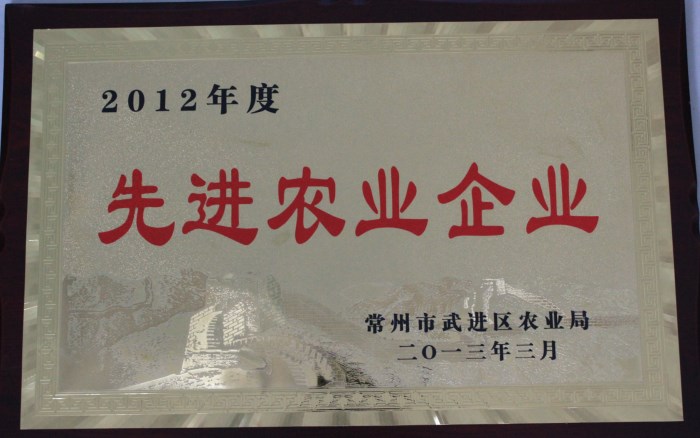 2012年度
先进农业企业
常州市武进区农业局
二〇一三年三月